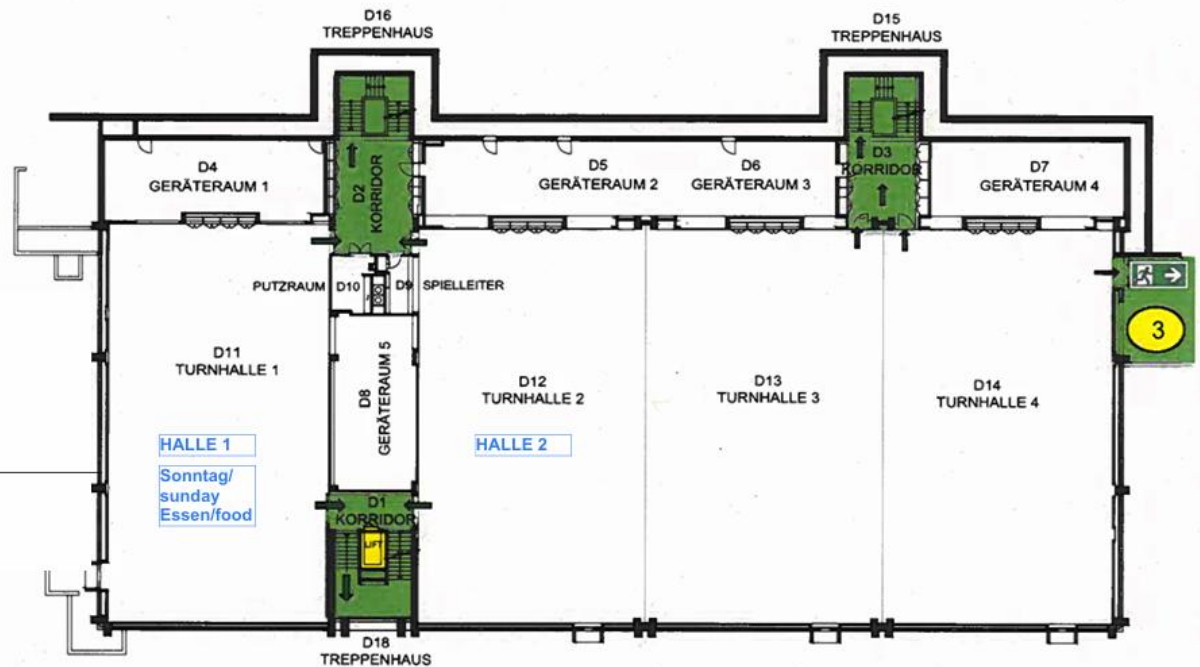 D16
TREPPENHAUS
D15
TREPPENHAUS
D4
GERÄTERAUM 1
D2
KORRIDOR
D5
GERÄTERAUM 2
D6
GERÄTERAUM 3
D3
KORRIDOR
D7
GERÄTERAUM 4
PUTZRAUM
D10
D9
SPIELLEITER
3
D11
TURNHALLE 1
D8
GERÄTERAUM 5
D12
TURNHALLE 2
D13
TURNHALLE 3
D14
TURNHALLE 4
HALLE 1
HALLE 2
Sonntag/
sunday
Essen/food
D1
KORRIDOR
LIFT
D18
TREPPENHAUS